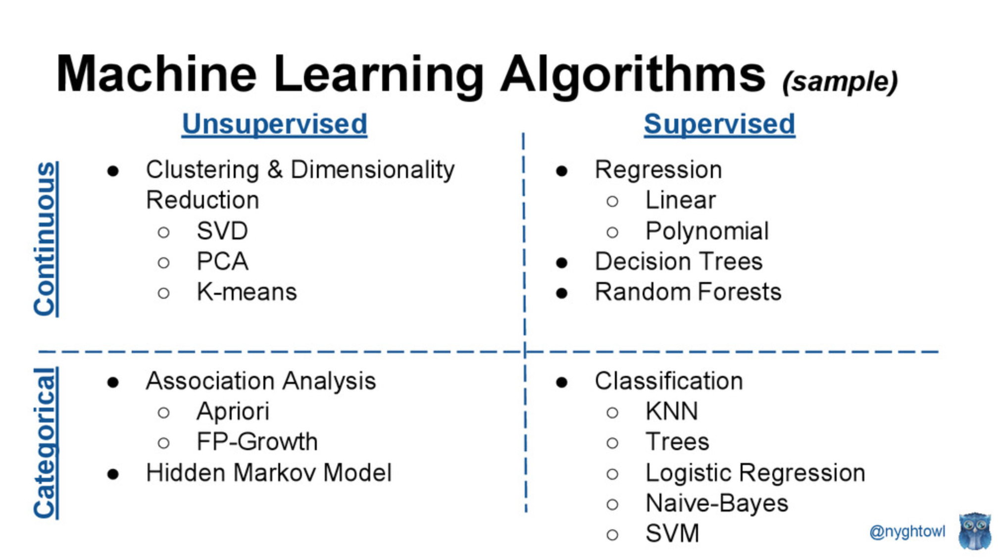 Machine Learning Algorithms (sample)
Unsupervised
Supervised
Continuous
● Clustering & Dimensionality
Reduction
○ SVD
○ PCA
○ K-means
● Regression
○ Linear
○ Polynomial
● Decision Trees
● Random Forests
Categorical
● Association Analysis
○ Apriori
○ FP-Growth
● Hidden Markov Model
● Classification
○ KNN
○ Trees
○ Logistic Regression
○ Naive-Bayes
○ SVM
@nyghtowl